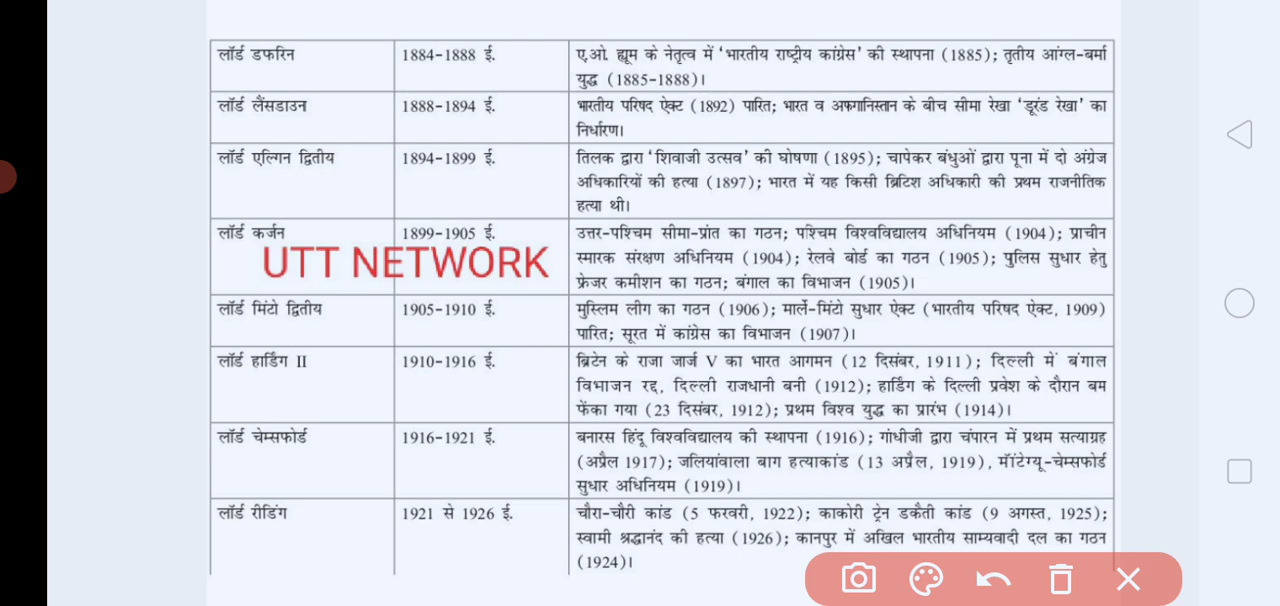 लॉर्ड डफरिन 1884-1888 ई. ए.ओ. ह्यूम के नेतृत्व में ‘भारतीय राष्ट्रीय कांग्रेस’ की स्थापना (1885); तृतीय आंग्ल-बर्मा
युद्ध (1885-1888)।
लॉर्ड लैंसडाउन 1888-1894 ई. भारतीय परिषद ऐक्ट (1892) पारित; भारत व अफगानिस्तान के बीच सीमा रेखा ‘डूरंड रेखा’ का
निर्धारण।
लॉर्ड एल्गिन द्वितीय 1894-1899 ई. तिलक द्वारा ‘शिवाजी उत्सव’ की घोषणा (1895); चापेकर बंधुओं द्वारा पूना में दो अंग्रेज
अधिकारियों की हत्या (1897); भारत में यह किसी ब्रिटिश अधिकारी की प्रथम राजनीतिक
हत्या थी।
लॉर्ड कर्जन 1899-1905 ई. उत्तर-पश्चिम सीमा-प्रांत का गठन; पश्चिम विश्वविद्यालय अधिनियम (1904); प्राचीन
UTT NETWORK
स्मारक संरक्षण अधिनियम (1904); रेलवे बोर्ड का गठन (1905); पुलिस सुधार हेतु
फ्रेजर कमीशन का गठन; बंगाल का विभाजन (1905)।
लॉर्ड मिंटो द्वितीय 1905-1910 ई. मुस्लिम लीग का गठन (1906); मार्ले-मिंटो सुधार ऐक्ट (भारतीय परिषद ऐक्ट, 1909)
पारित; सूरत में कांग्रेस का विभाजन (1907)।
लॉर्ड हार्डिंग II 1910-1916 ई. ब्रिटेन के राजा जार्ज V का भारत आगमन (12 दिसंबर, 1911); दिल्ली में बंगाल
विभाजन रद्द, दिल्ली राजधानी बनी (1912); हार्डिंग के दिल्ली प्रवेश के दौरान बम
फेंका गया (23 दिसंबर, 1912); प्रथम विश्व युद्ध का प्रारंभ (1914)।
लॉर्ड चेम्सफोर्ड 1916-1921 ई. बनारस हिंदू विश्वविद्यालय की स्थापना (1916); गांधीजी द्वारा चंपारन में प्रथम सत्याग्रह
(अप्रैल 1917); जलियांवाला बाग हत्याकांड (13 अप्रैल, 1919), मॉटेग्यू-चेम्सफोर्ड
सुधार अधिनियम (1919)।
लॉर्ड रीडिंग 1921 से 1926 ई. चौरा-चौरी कांड (5 फरवरी, 1922); काकोरी ट्रेन डकैती कांड (9 अगस्त, 1925);
स्वामी श्रद्धानंद की हत्या (1926); कानपुर में अखिल भारतीय साम्यवादी दल का गठन
(1924)।